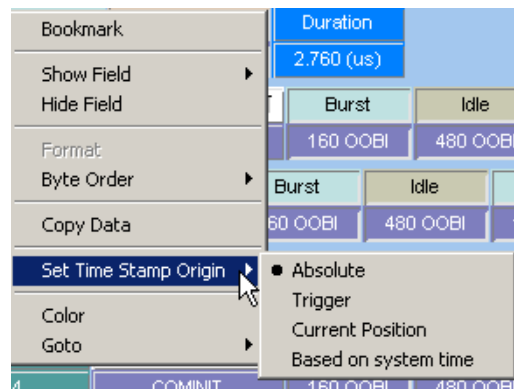 Bookmark
Show Field
Hide Field
Format
Byte Order
Copy Data
Set Time Stamp Origin
Color
Goto
Absolute
Trigger
Current Position
Based on system time
Duration
2.760 (us)
Burst Idle
160 OOBI 480 OOBI
Burst Idle
60 OOBI 480 OOBI
4 COMINIT 160 OOBI 480 OOBI